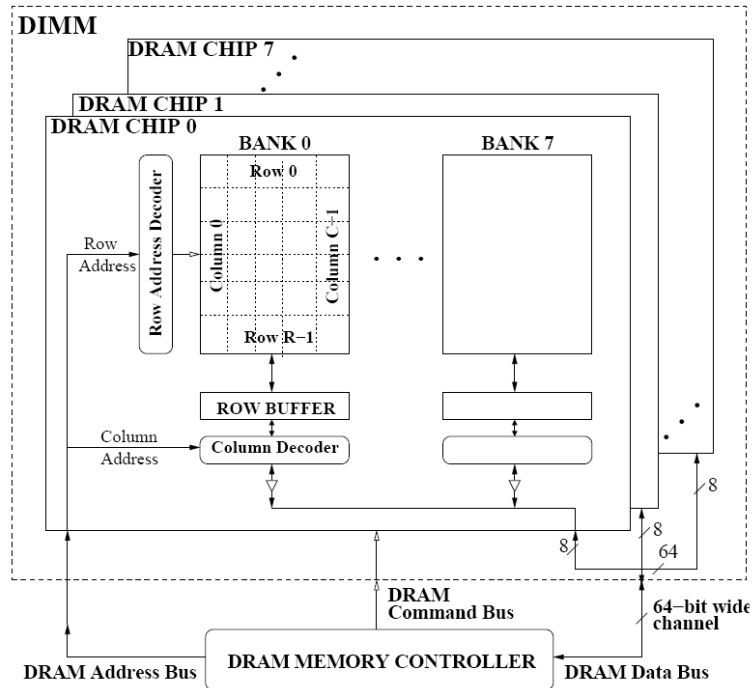 DIMM
DRAM CHIP 7
DRAM CHIP 1
DRAM CHIP 0
BANK 0
BANK 7
Row 0
Row Address Decoder
Column 0
Column C−1
Row
Address
Row R−1
ROW BUFFER
Column
Address
Column Decoder
8
8
8
64
DRAM
Command Bus
64−bit wide
channel
DRAM Address Bus
DRAM MEMORY CONTROLLER
DRAM Data Bus